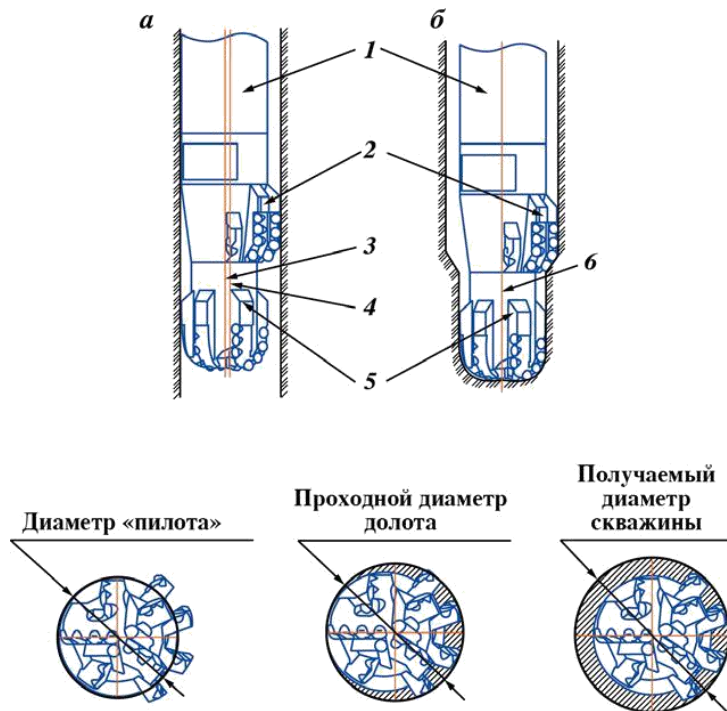 а
б
1
2
3
4
5
6
Диаметр «пилота»
Проходной диаметр
долота
Получаемый
диаметр
скважины